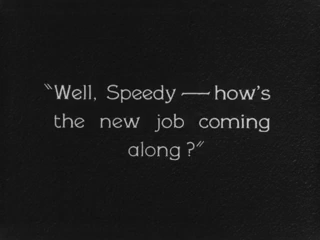 "Well, Speedy — how's
the new job coming
along?"